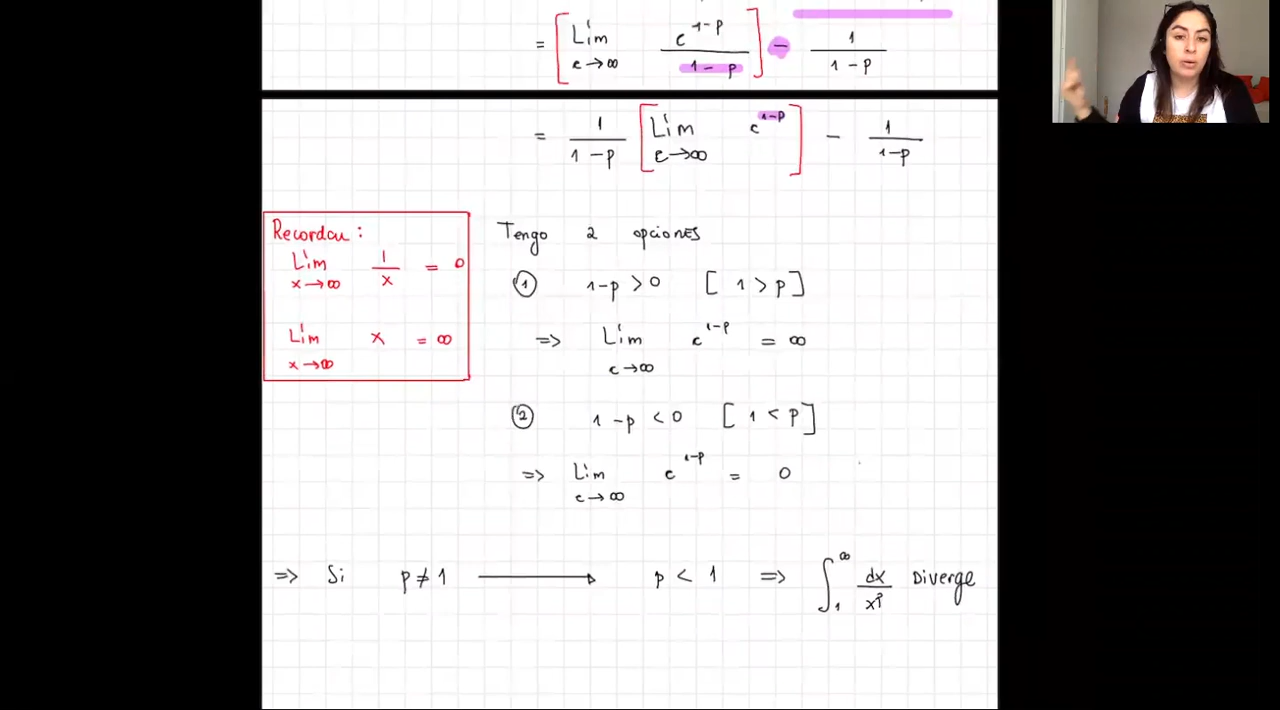 = [ Lim c→∞ c^(1-p) / (1-p) ] - 1 / (1-p)
= 1 / (1-p) [ Lim c→∞ c^(1-p) ] - 1 / (1-p)
Recordar:
Lim x→∞ 1/x = 0
Lim x→∞ x = ∞
Tengo 2 opciones
① 1-p > 0 [ 1 > p ]
=> Lim c→∞ c^(1-p) = ∞
② 1-p < 0 [ 1 < p ]
=> Lim c→∞ c^(1-p) = 0
=> Si p ≠ 1 → p < 1 => ∫₁^∞ dx/x^p Diverge